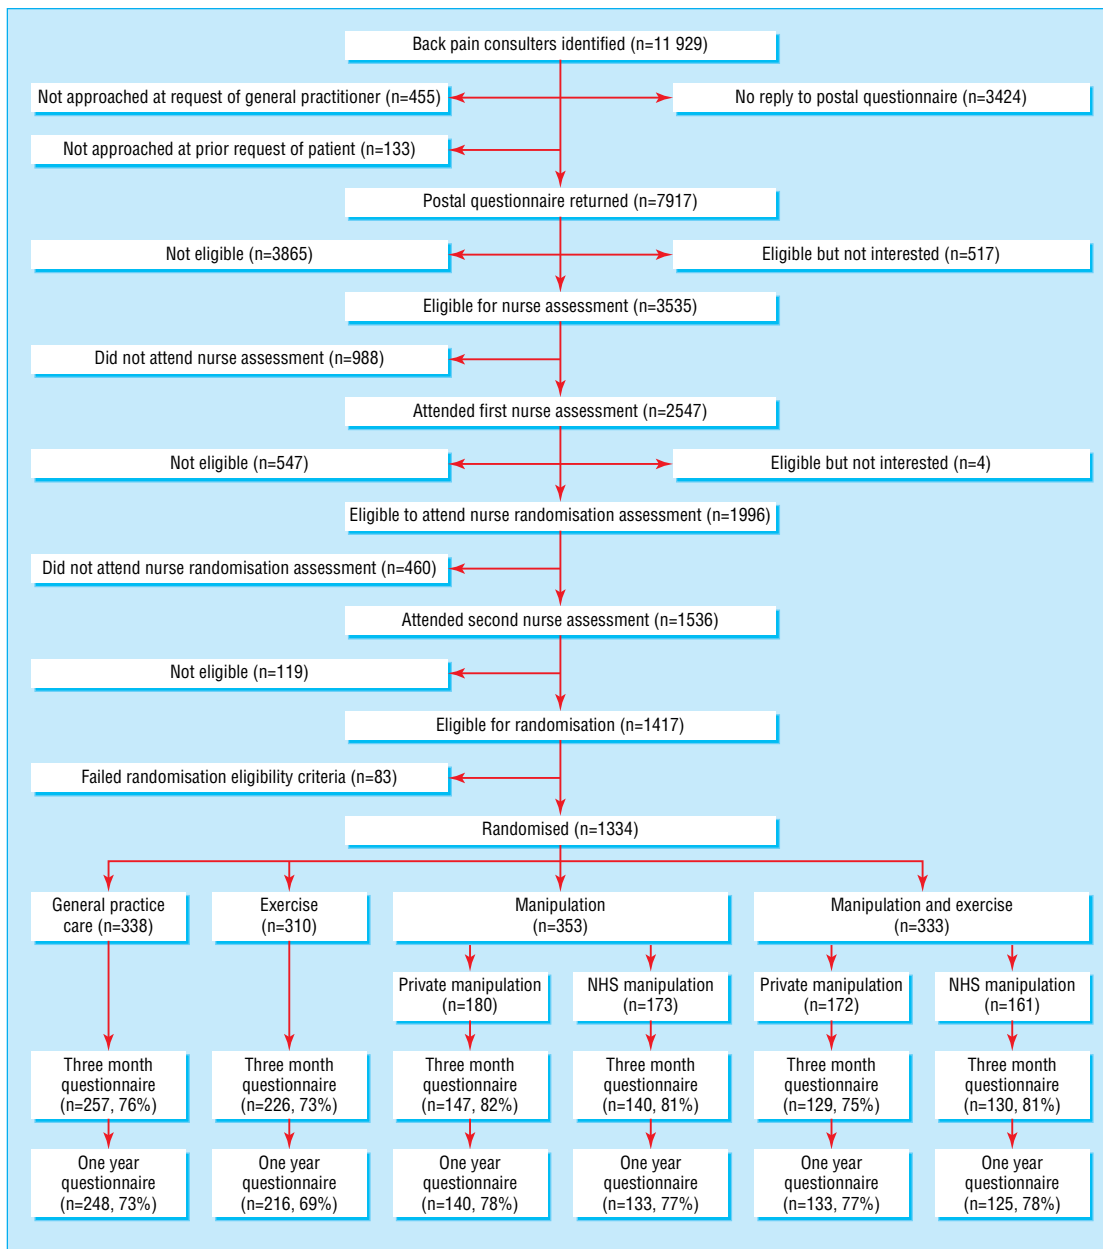 Back pain consulters identified (n=11 929)
Not approached at request of general practitioner (n=455)
No reply to postal questionnaire (n=3424)
Not approached at prior request of patient (n=133)
Postal questionnaire returned (n=7917)
Not eligible (n=3865)
Eligible but not interested (n=517)
Eligible for nurse assessment (n=3535)
Did not attend nurse assessment (n=988)
Attended first nurse assessment (n=2547)
Not eligible (n=547)
Eligible but not interested (n=4)
Eligible to attend nurse randomisation assessment (n=1996)
Did not attend nurse randomisation assessment (n=460)
Attended second nurse assessment (n=1536)
Not eligible (n=119)
Eligible for randomisation (n=1417)
Failed randomisation eligibility criteria (n=83)
Randomised (n=1334)
General practice
care (n=338)
Exercise
(n=310)
Manipulation
(n=353)
Manipulation and exercise
(n=333)
Private manipulation
(n=180)
NHS manipulation
(n=173)
Private manipulation
(n=172)
NHS manipulation
(n=161)
Three month
questionnaire
(n=257, 76%)
Three month
questionnaire
(n=226, 73%)
Three month
questionnaire
(n=147, 82%)
Three month
questionnaire
(n=140, 81%)
Three month
questionnaire
(n=129, 75%)
Three month
questionnaire
(n=130, 81%)
One year
questionnaire
(n=248, 73%)
One year
questionnaire
(n=216, 69%)
One year
questionnaire
(n=140, 78%)
One year
questionnaire
(n=133, 77%)
One year
questionnaire
(n=133, 77%)
One year
questionnaire
(n=125, 78%)